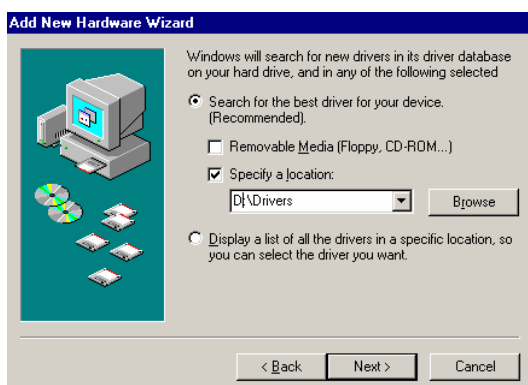 Add New Hardware Wizard
Windows will search for new drivers in its driver database
on your hard drive, and in any of the following selected
Search for the best driver for your device.
(Recommended).
Removable Media (Floppy, CD-ROM...)
Specify a location:
D:\Drivers
Browse
Display a list of all the drivers in a specific location, so
you can select the driver you want.
< Back
Next >
Cancel